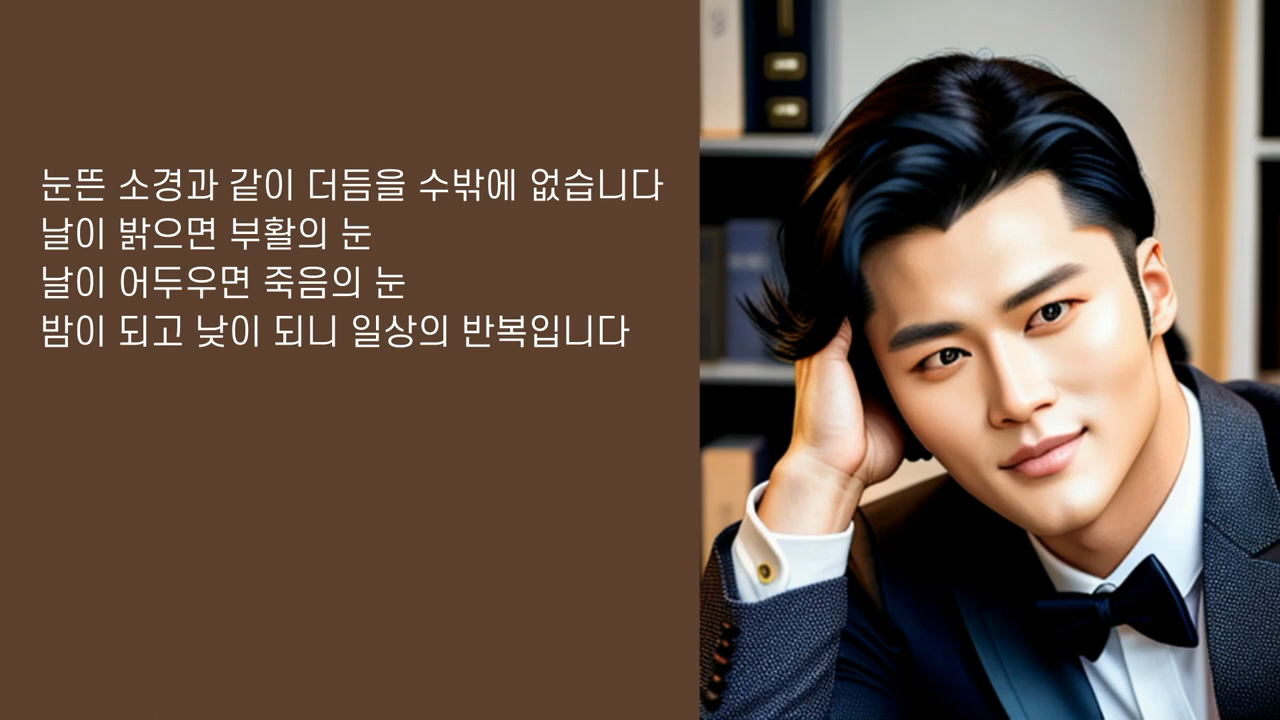 눈뜬 소경과 같이 더듬을 수밖에 없습니다
날이 밝으면 부활의 눈
날이 어두우면 죽음의 눈
밤이 되고 낮이 되니 일상의 반복입니다